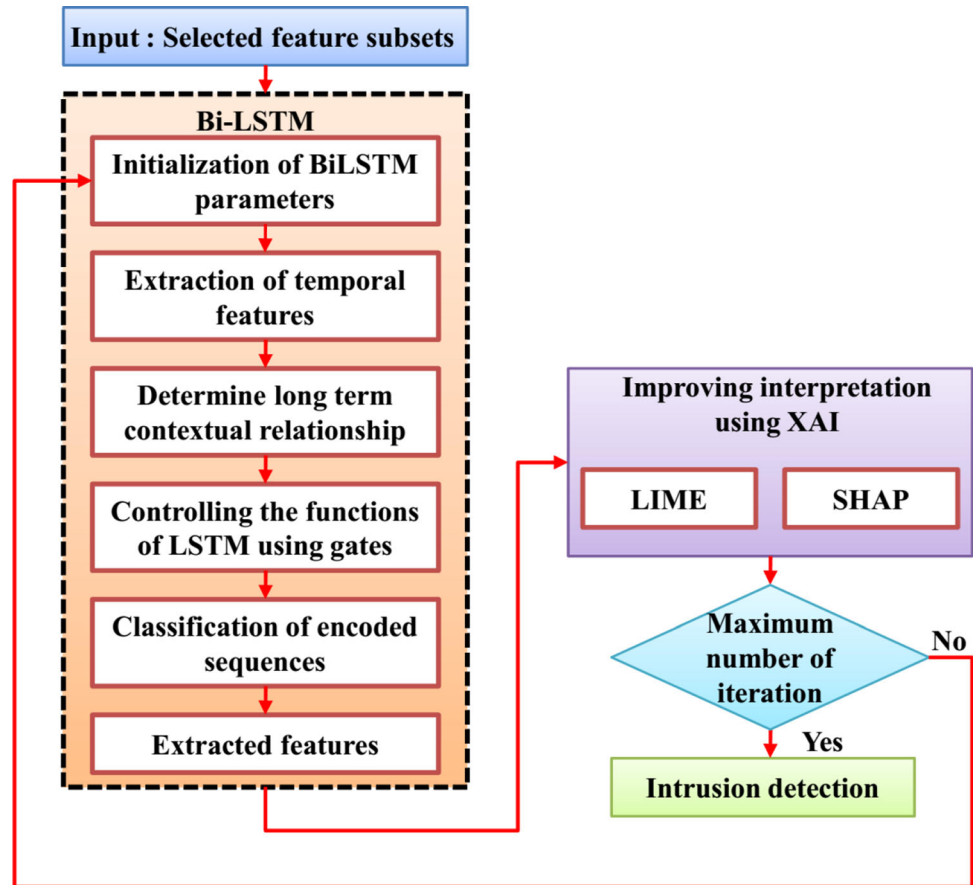 Input : Selected feature subsets
Bi-LSTM
Initialization of BiLSTM
parameters
Extraction of temporal
features
Determine long term
contextual relationship
Controlling the functions
of LSTM using gates
Classification of encoded
sequences
Extracted features
Improving interpretation
using XAI
LIME
SHAP
Maximum
number of
iteration
No
Yes
Intrusion detection